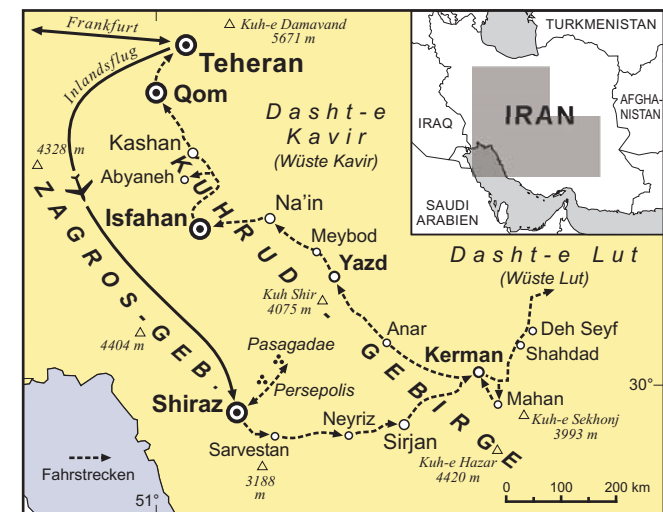 Frankfurt
Kuh-e Damavand
5671 m
TURKMENISTAN
Teheran
Inlandsflug
Qom
Dasht-e
Kavir
(Wüste Kavir)
IRAN
AFGHA-
NISTAN
IRAQ
Kashan
4328 m
Abyaneh
SAUDI
ARABIEN
Isfahan
Na'in
KUHRUD-GEBIRGE
ZAGROS-GEB.
Meybod
Yazd
Dasht-e Lut
(Wüste Lut)
Kuh Shir
4075 m
4404 m
Anar
Deh Seyf
Shahdad
Pasagadae
Kerman
Persepolis
30°
Shiraz
Mahan
Neyriz
Kuh-e Sekhonj
3993 m
Sarvestan
Sirjan
Fahrstrecken
3188
m
Kuh-e Hazar
4420 m
51°
0 100 200 km